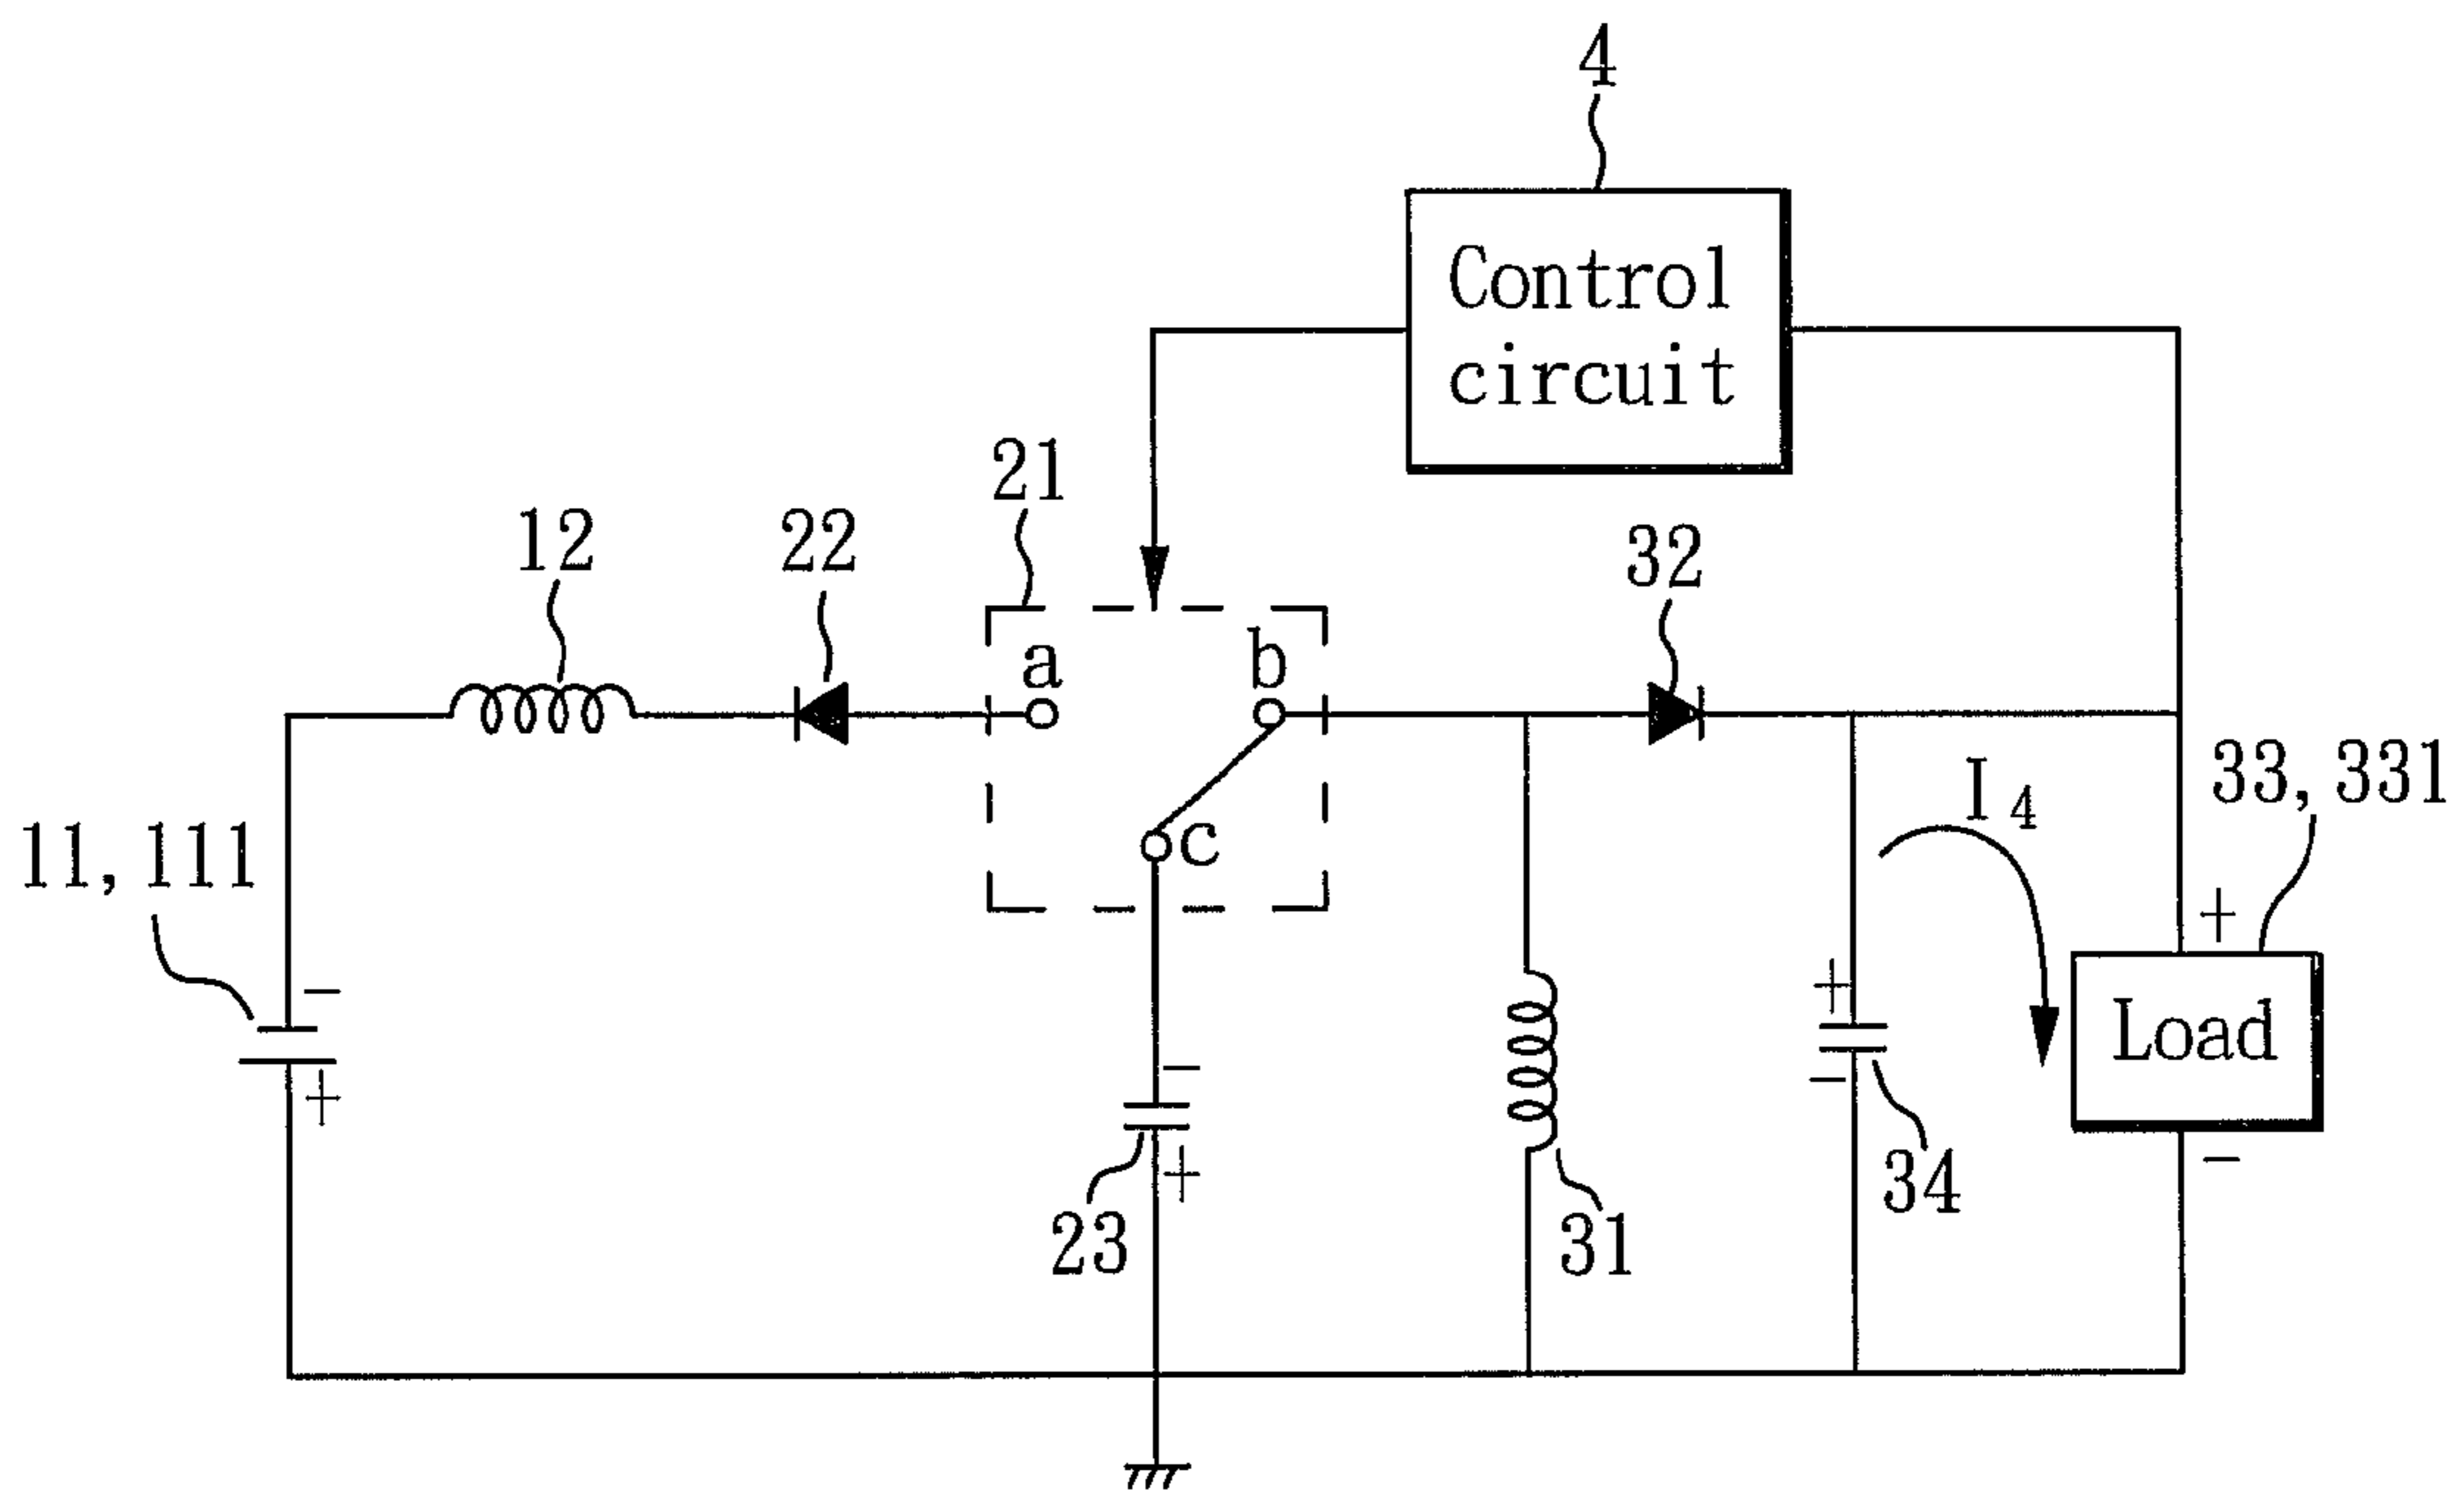 4
Control
circuit
21
12
22
32
a
b
33, 331
I4
11, 111
c
+
−
+
Load
−
−
−
+
+
34
−
23
31